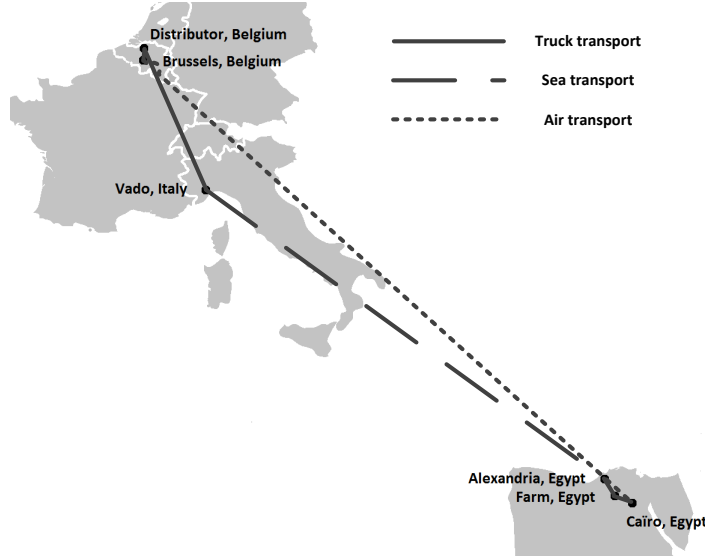 Distributor, Belgium
Brussels, Belgium
Truck transport
Sea transport
Air transport
Vado, Italy
Alexandria, Egypt
Farm, Egypt
Caïro, Egypt